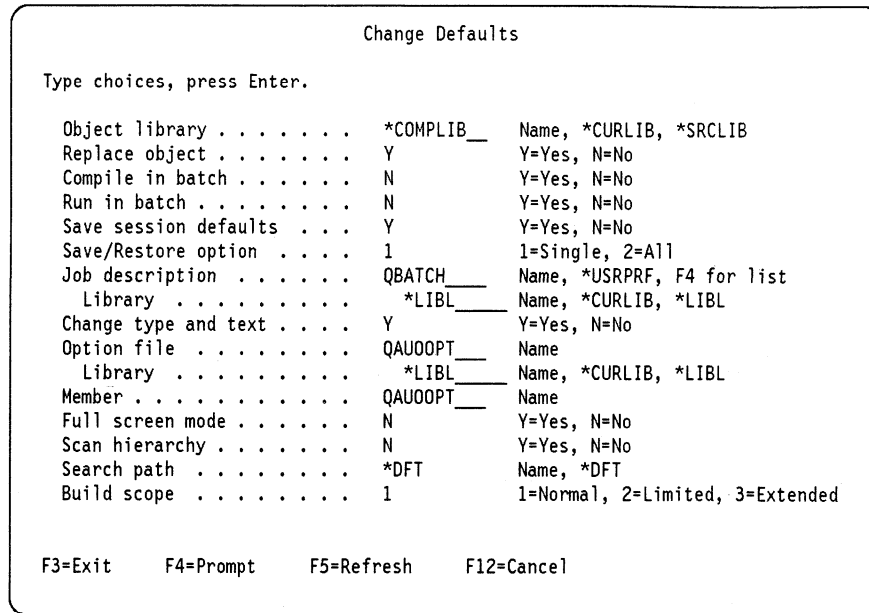 Change Defaults
Type choices, press Enter.
Object library . . . . . . . *COMPLIB__ Name, *CURLIB, *SRCLIB
Replace object . . . . . . . Y Y=Yes, N=No
Compile in batch . . . . . . N Y=Yes, N=No
Run in batch . . . . . . . . N Y=Yes, N=No
Save session defaults . . . Y Y=Yes, N=No
Save/Restore option . . . . 1 1=Single, 2=All
Job description . . . . . . QBATCH____ Name, *USRPRF, F4 for list
Library . . . . . . . . . *LIBL_____ Name, *CURLIB, *LIBL
Change type and text . . . . Y Y=Yes, N=No
Option file . . . . . . . . QAUOOPT___ Name
Library . . . . . . . . . *LIBL_____ Name, *CURLIB, *LIBL
Member . . . . . . . . . . . QAUOOPT___ Name
Full screen mode . . . . . . N Y=Yes, N=No
Scan hierarchy . . . . . . . N Y=Yes, N=No
Search path . . . . . . . . *DFT Name, *DFT
Build scope . . . . . . . . 1 1=Normal, 2=Limited, 3=Extended
F3=Exit F4=Prompt F5=Refresh F12=Cancel